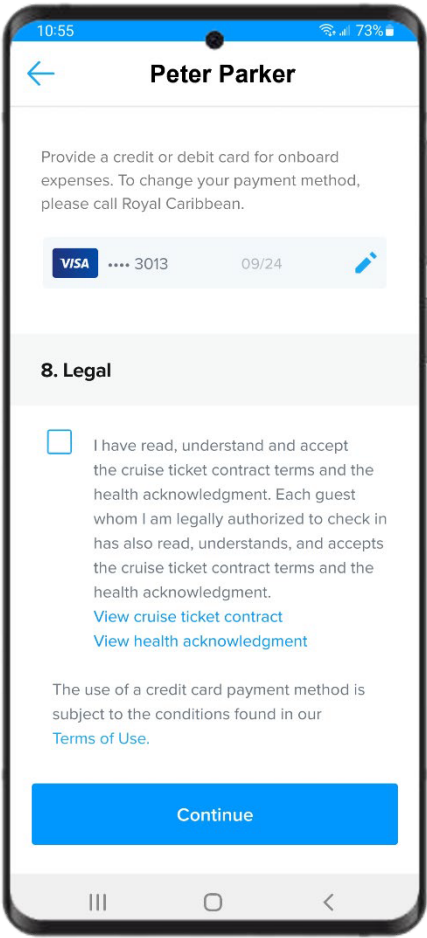 10:55
73%
Peter Parker
Provide a credit or debit card for onboard
expenses. To change your payment method,
please call Royal Caribbean.
VISA •••• 3013 09/24
8. Legal
I have read, understand and accept
the cruise ticket contract terms and the
health acknowledgment. Each guest
whom I am legally authorized to check in
has also read, understands, and accepts
the cruise ticket contract terms and the
health acknowledgment.
View cruise ticket contract
View health acknowledgment
The use of a credit card payment method is
subject to the conditions found in our
Terms of Use.
Continue